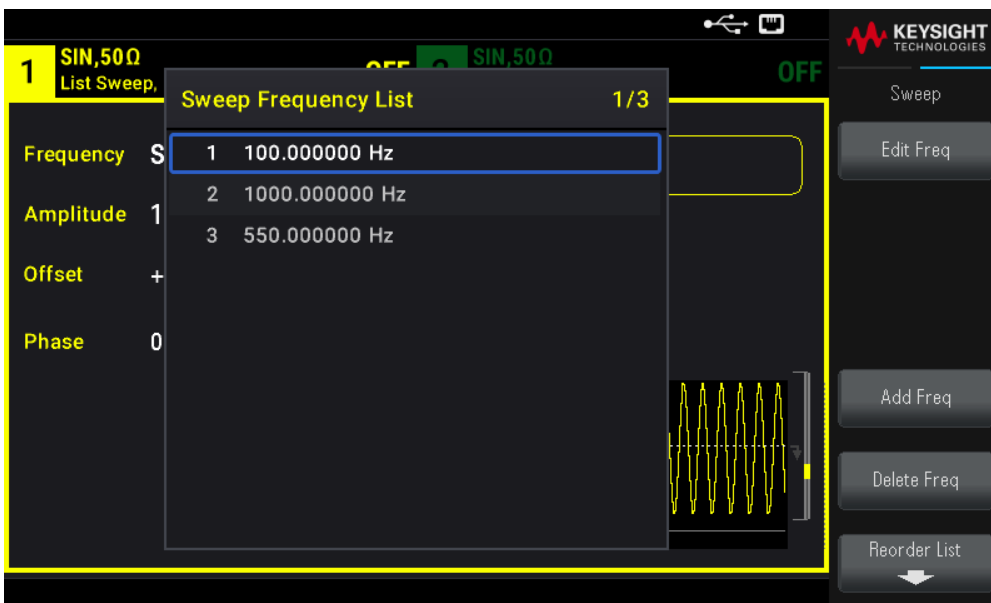 KEYSIGHT
TECHNOLOGIES
1
SIN,50Ω
List Sweep,
SIN,50Ω
OFF
Sweep Frequency List 1/3
1 100.000000 Hz
2 1000.000000 Hz
3 550.000000 Hz
Frequency S
Amplitude 1
Offset +
Phase 0
Sweep
Edit Freq
Add Freq
Delete Freq
Reorder List